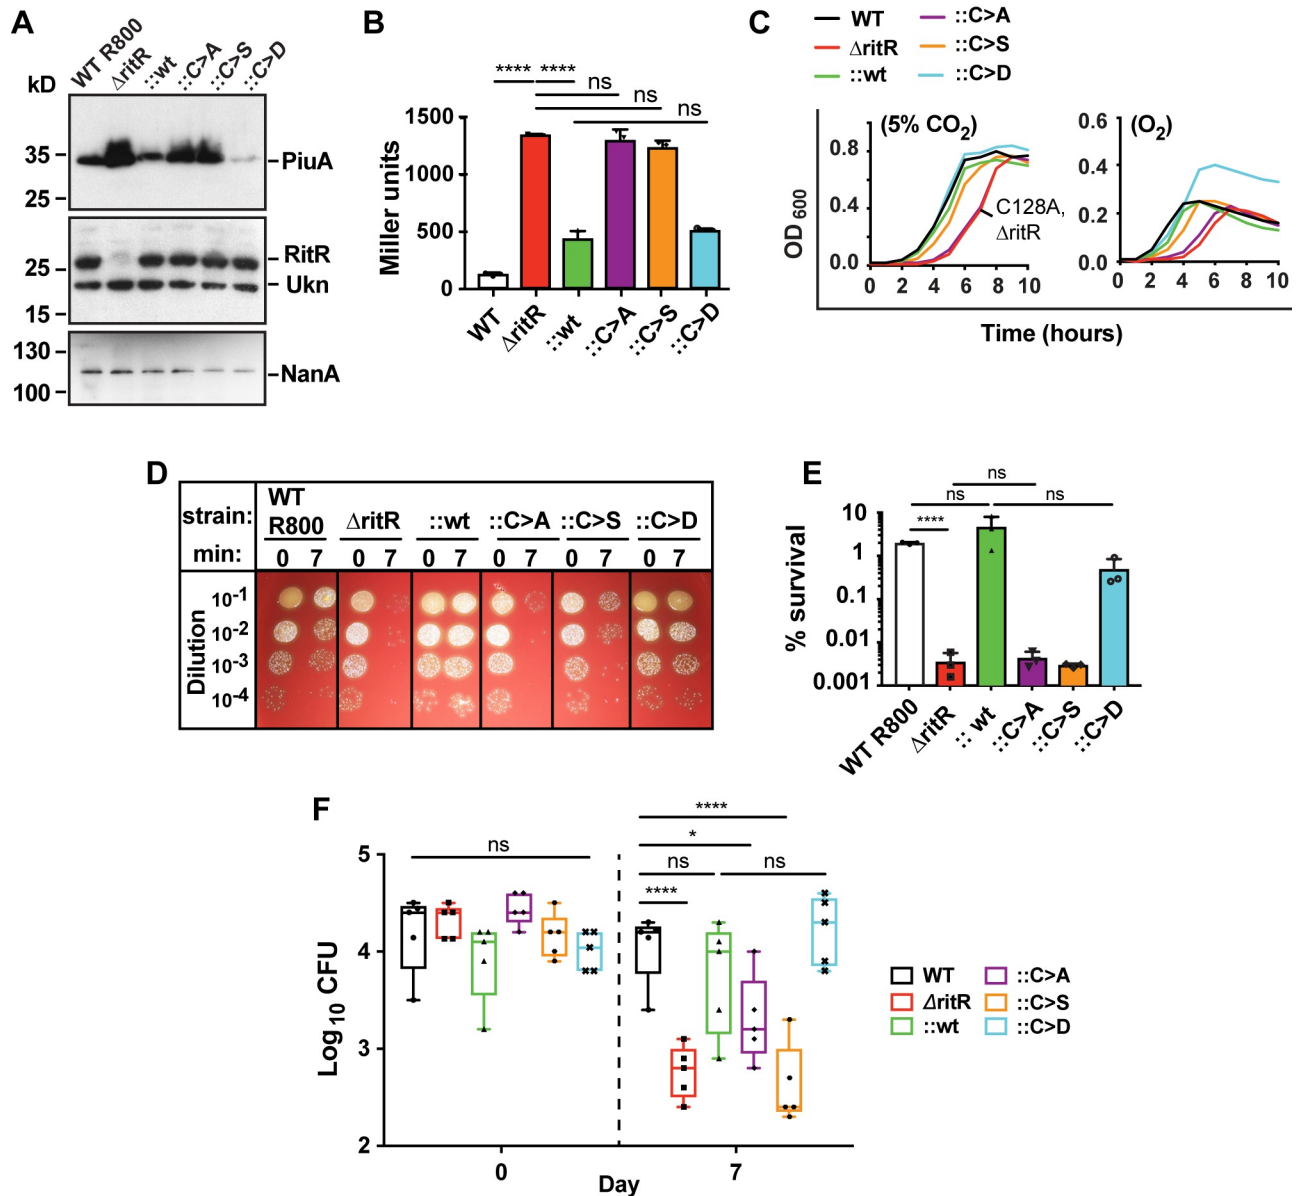 A
WT R800
ΔritR
::wt
::C>A
::C>S
::C>D
kD
35
25
PiuA
25
15
RitR
Ukn
130
100
NanA
B
**** ****
ns
ns
ns
Miller units
1500
1000
500
0
WT
ΔritR
::wt
::C>A
::C>S
::C>D
C
WT
ΔritR
::wt
::C>A
::C>S
::C>D
(5% CO2)
OD 600
0.8
0.4
0.0
0 2 4 6 8 10
C128A,
ΔritR
(O2)
0.6
0.4
0.2
0.0
0 2 4 6 8 10
Time (hours)
D
strain:
WT
R800
ΔritR
::wt
::C>A
::C>S
::C>D
min:
0 7 0 7 0 7 0 7 0 7 0 7
Dilution
10-1
10-2
10-3
10-4
E
ns
ns ns
****
% survival
10
1
0.1
0.01
0.001
WT R800
ΔritR
:: wt
::C>A
::C>S
::C>D
F
ns
****
*
ns ns
****
Log10 CFU
5
4
3
2
0 7
Day
WT
ΔritR
::wt
::C>A
::C>S
::C>D